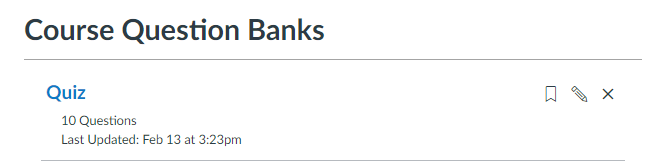 Course Question Banks
Quiz
10 Questions
Last Updated: Feb 13 at 3:23pm